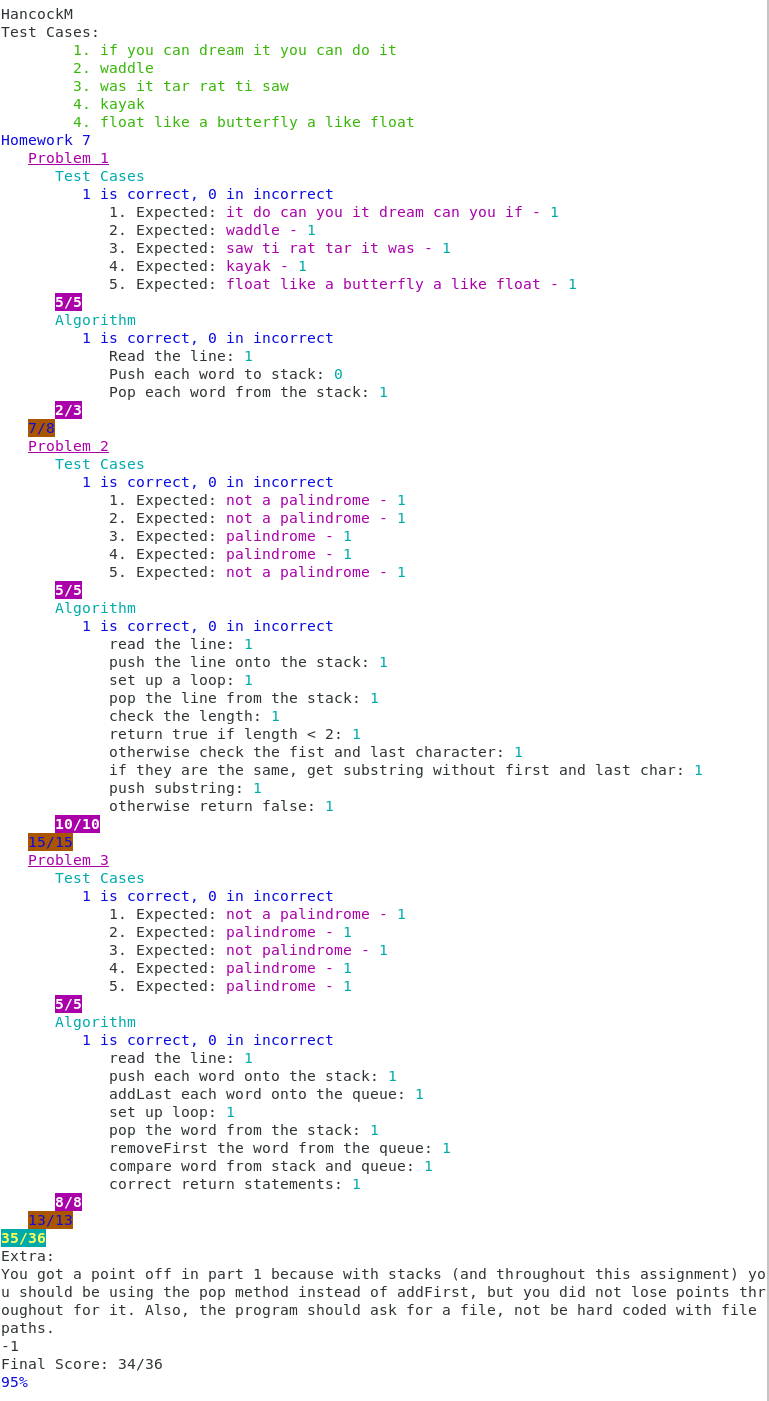 HancockM
Test Cases:
1. if you can dream it you can do it
2. waddle
3. was it tar rat ti saw
4. kayak
4. float like a butterfly a like float
Homework 7
Problem 1
Test Cases
1 is correct, 0 in incorrect
1. Expected: it do can you it dream can you if - 1
2. Expected: waddle - 1
3. Expected: saw ti rat tar it was - 1
4. Expected: kayak - 1
5. Expected: float like a butterfly a like float - 1
5/5
Algorithm
1 is correct, 0 in incorrect
Read the line: 1
Push each word to stack: 0
Pop each word from the stack: 1
2/3
7/8
Problem 2
Test Cases
1 is correct, 0 in incorrect
1. Expected: not a palindrome - 1
2. Expected: not a palindrome - 1
3. Expected: palindrome - 1
4. Expected: palindrome - 1
5. Expected: not a palindrome - 1
5/5
Algorithm
1 is correct, 0 in incorrect
read the line: 1
push the line onto the stack: 1
set up a loop: 1
pop the line from the stack: 1
check the length: 1
return true if length < 2: 1
otherwise check the fist and last character: 1
if they are the same, get substring without first and last char: 1
push substring: 1
otherwise return false: 1
10/10
15/15
Problem 3
Test Cases
1 is correct, 0 in incorrect
1. Expected: not a palindrome - 1
2. Expected: palindrome - 1
3. Expected: not palindrome - 1
4. Expected: palindrome - 1
5. Expected: palindrome - 1
5/5
Algorithm
1 is correct, 0 in incorrect
read the line: 1
push each word onto the stack: 1
addLast each word onto the queue: 1
set up loop: 1
pop the word from the stack: 1
removeFirst the word from the queue: 1
compare word from stack and queue: 1
correct return statements: 1
8/8
13/13
35/36
Extra:
You got a point off in part 1 because with stacks (and throughout this assignment) yo
u should be using the pop method instead of addFirst, but you did not lose points thr
oughout for it. Also, the program should ask for a file, not be hard coded with file
paths.
-1
Final Score: 34/36
95%